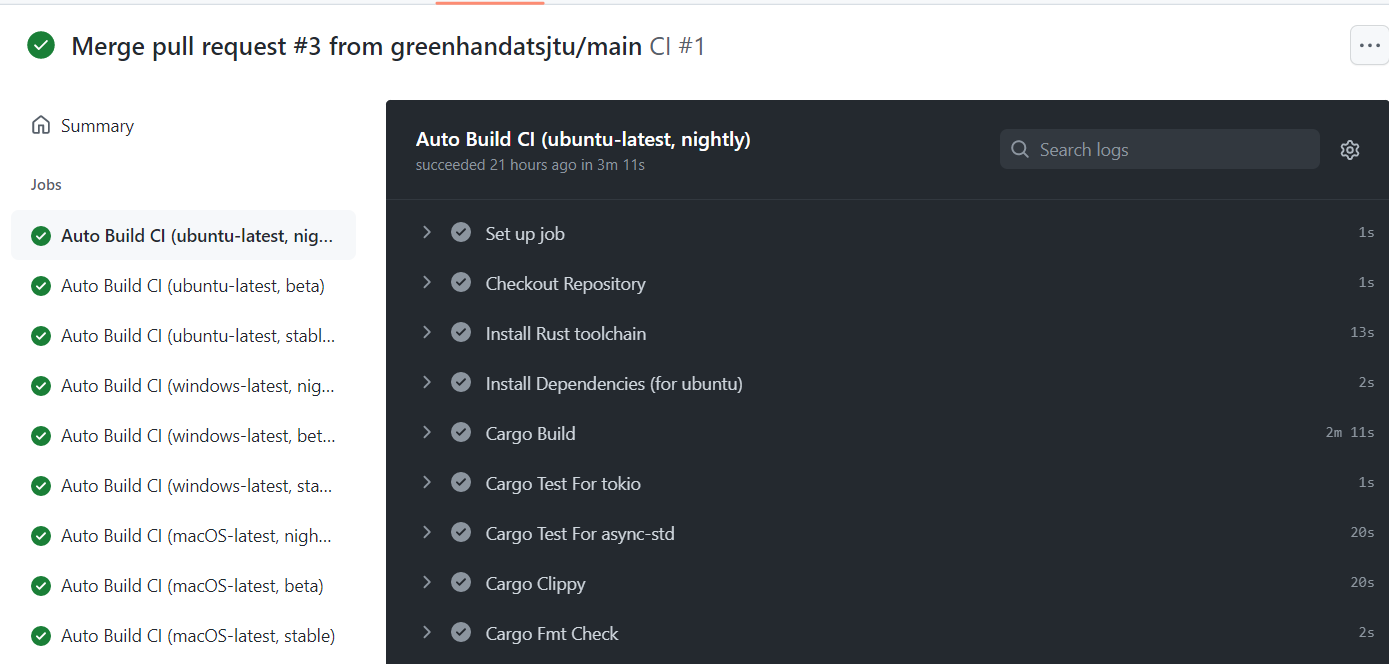 Merge pull request #3 from greenhandatsjtu/main CI #1
Summary
Jobs
Auto Build CI (ubuntu-latest, nig...
Auto Build CI (ubuntu-latest, beta)
Auto Build CI (ubuntu-latest, stabl...
Auto Build CI (windows-latest, nig...
Auto Build CI (windows-latest, bet...
Auto Build CI (windows-latest, sta...
Auto Build CI (macOS-latest, nigh...
Auto Build CI (macOS-latest, beta)
Auto Build CI (macOS-latest, stable)
Auto Build CI (ubuntu-latest, nightly)
succeeded 21 hours ago in 3m 11s
Search logs
Set up job 1s
Checkout Repository 1s
Install Rust toolchain 13s
Install Dependencies (for ubuntu) 2s
Cargo Build 2m 11s
Cargo Test For tokio 1s
Cargo Test For async-std 20s
Cargo Clippy 20s
Cargo Fmt Check 2s